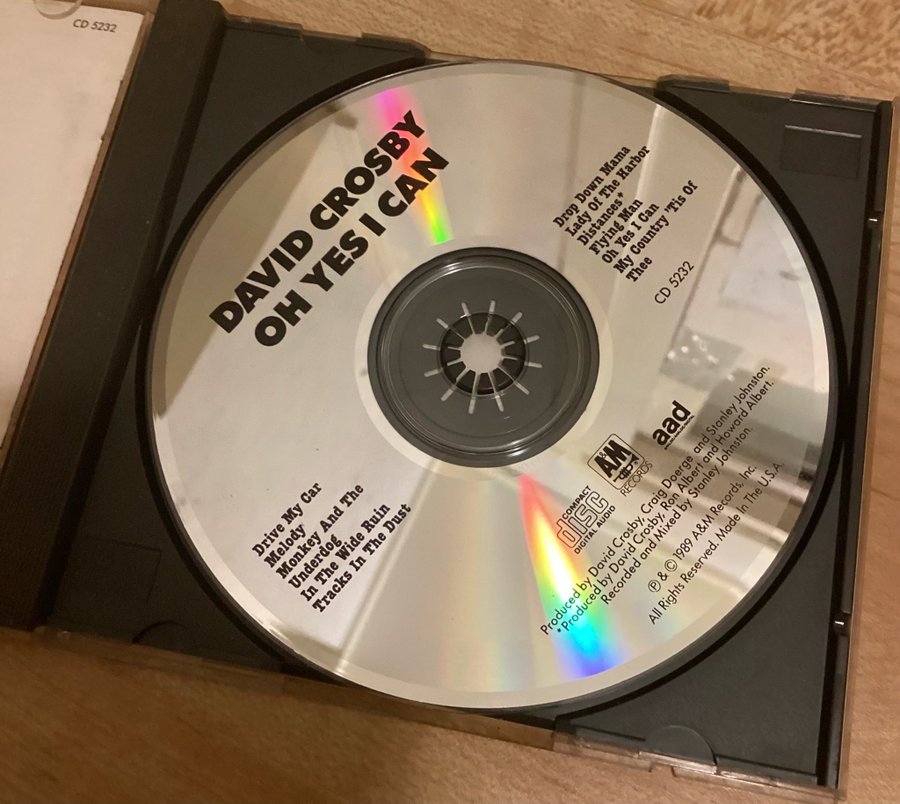 CD 5232
DAVID CROSBY
OH YES I CAN
Drop Down Mama
Lady Of The Harbor
Distances*
Flying Man
Oh Yes I Can
My Country 'Tis Of
Thee
CD 5232
Drive My Car
Melody
Monkey And The
Underdog
In The Wide Ruin
Tracks In The Dust
COMPACT
disc
DIGITAL AUDIO
A&M
RECORDS
aad
Produced by David Crosby, Craig Doerge and Stanley Johnston.
*Produced by David Crosby, Ron Albert and Howard Albert.
Recorded and Mixed by Stanley Johnston.
℗ & © 1989 A&M Records, Inc.
All Rights Reserved. Made In The U.S.A.